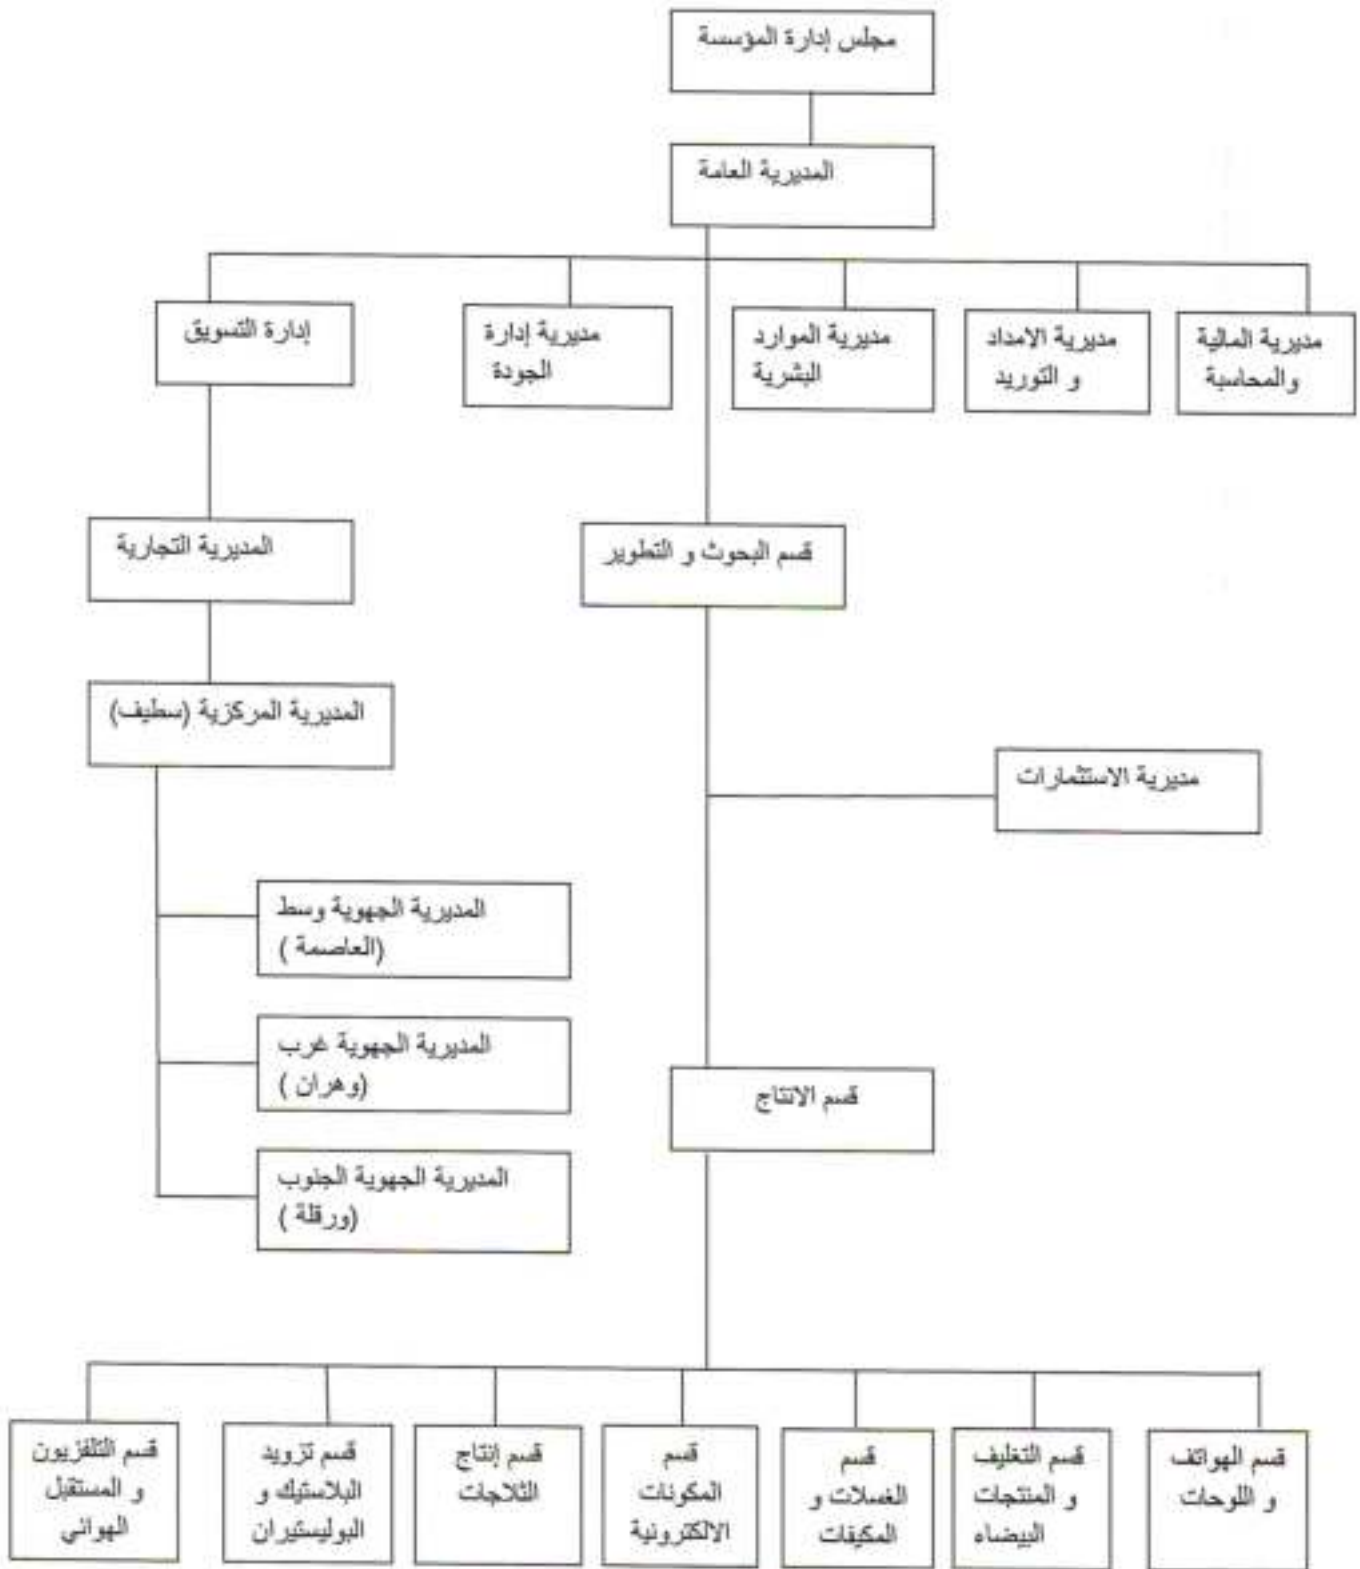 مجلس إدارة المؤسسة
المديرية العامة
مديرية المالية
والمحاسبة
مديرية الامداد
و التوريد
مديرية الموارد
البشرية
مديرية إدارة
الجودة
إدارة التسويق
قسم البحوث و التطوير
المديرية التجارية
المديرية المركزية (سطيف)
مديرية الاستثمارات
المديرية الجهوية وسط
(العاصمة )
المديرية الجهوية غرب
(وهران )
المديرية الجهوية الجنوب
(ورقلة )
قسم الانتاج
قسم الهواتف
و اللوحات
قسم التغليف
و المنتجات
البيضاء
قسم
الغسلات و
المكيفات
قسم
المكونات
الالكترونية
قسم إنتاج
الثلاجات
قسم تزويد
البلاستيك و
البوليستيران
قسم التلفزيون
و المستقبل
الهوائي